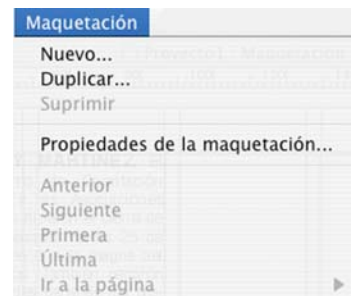 Maquetación
Nuevo...
Duplicar...
Suprimir
Propiedades de la maquetación...
Anterior
Siguiente
Primera
Última
Ir a la página